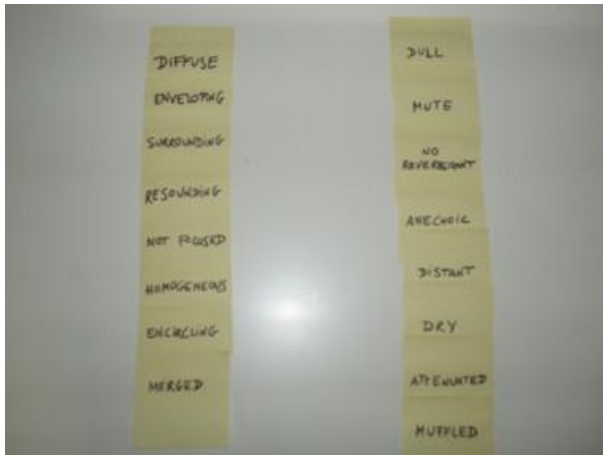 DIFFUSE
ENVELOPING
SURROUNDING
RESOUNDING
NOT FOCUSED
HOMOGENEOUS
ENCIRCLING
MERGED
DULL
MUTE
NO
REVERBERANT
ANECHOIC
DISTANT
DRY
ATTENUATED
MUFFLED